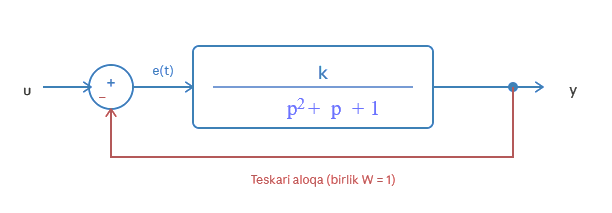 e(t)
k
+
u
y
−
p² + p + 1
Teskari aloqa (birlik W = 1)